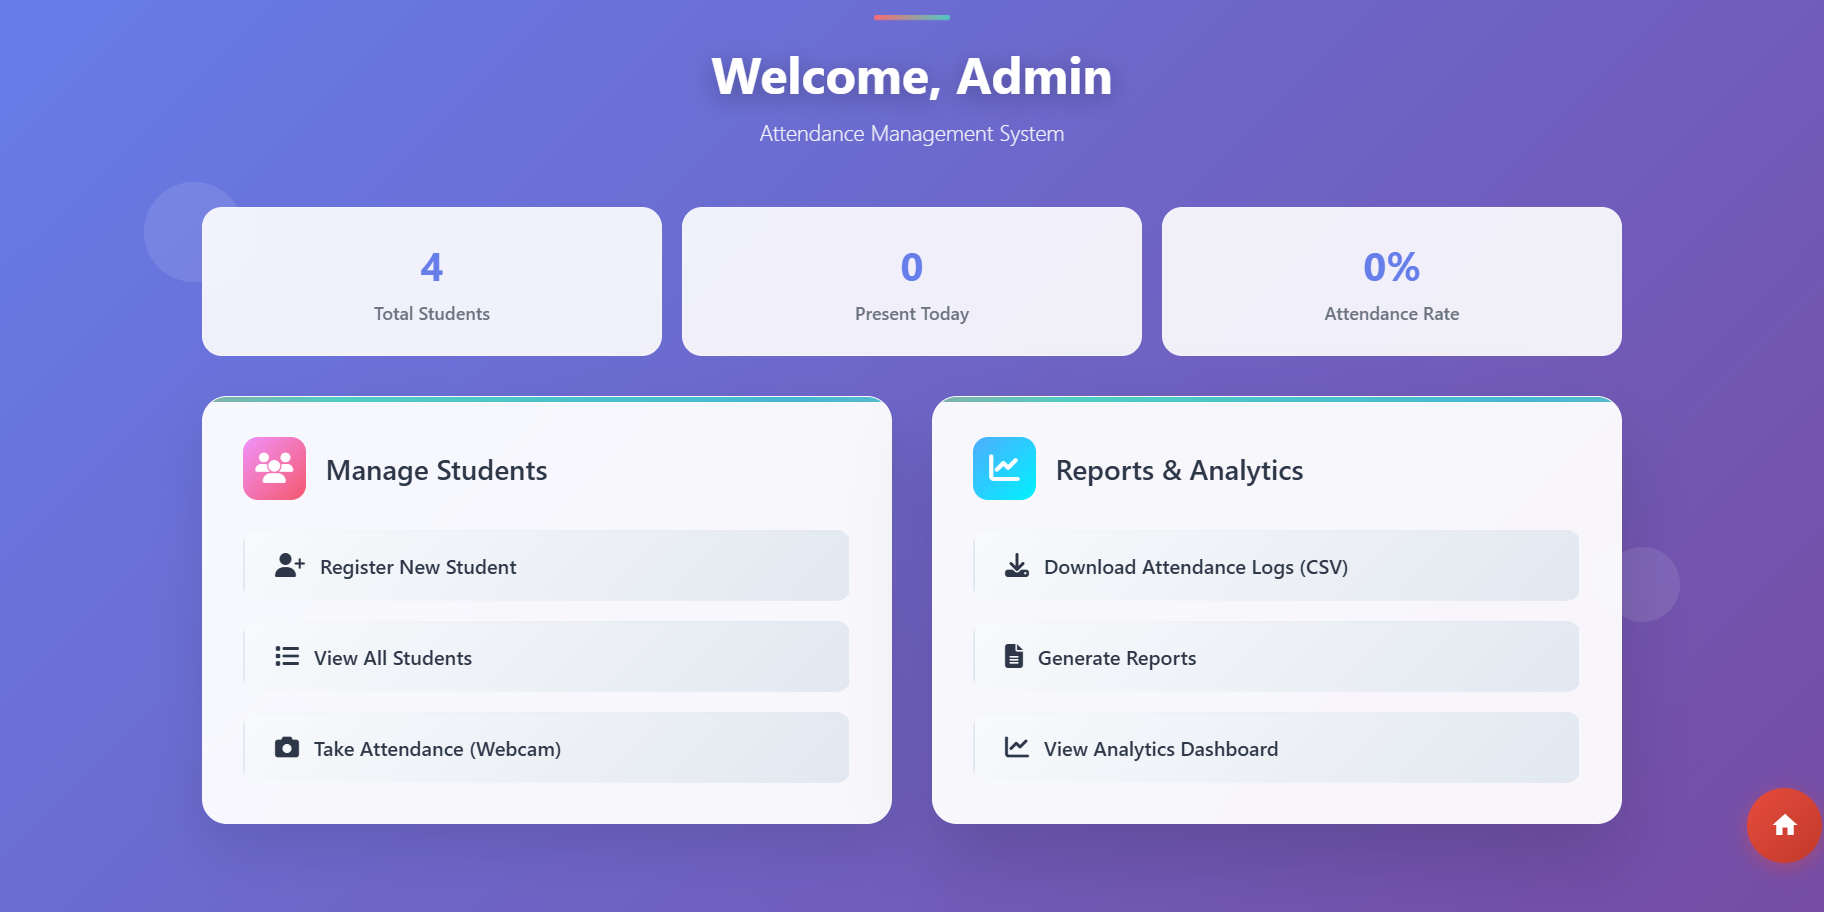 Welcome, Admin
Attendance Management System
4
Total Students
0
Present Today
0%
Attendance Rate
Manage Students
Register New Student
View All Students
Take Attendance (Webcam)
Reports & Analytics
Download Attendance Logs (CSV)
Generate Reports
View Analytics Dashboard